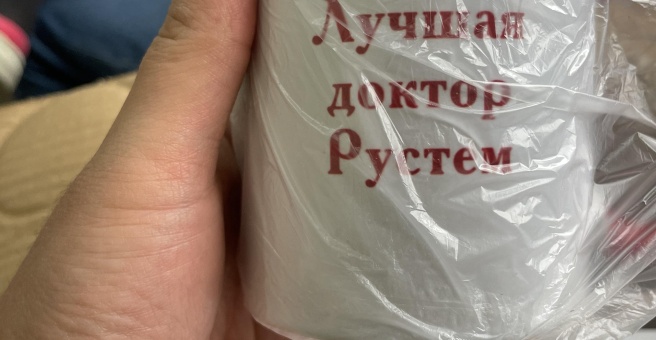 Лучшая
доктор
Рустем